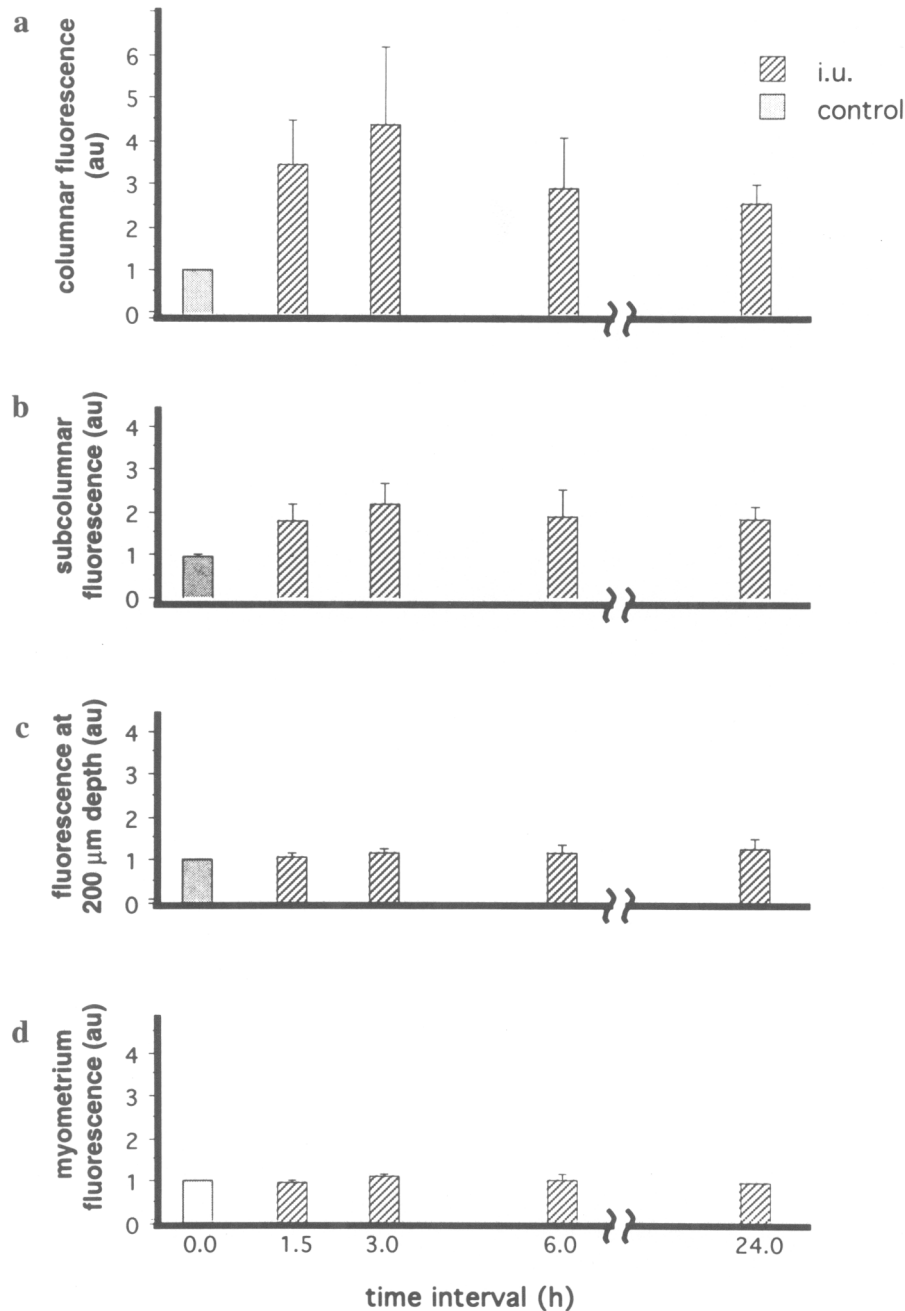 a
columnar fluorescence
(au)
6
5
4
3
2
1
0
i.u.
control
b
subcolumnar
fluorescence (au)
4
3
2
1
0
c
fluorescence at
200 μm depth (au)
4
3
2
1
0
d
myometrium
fluorescence (au)
4
3
2
1
0
0.0 1.5 3.0 6.0 24.0
time interval (h)